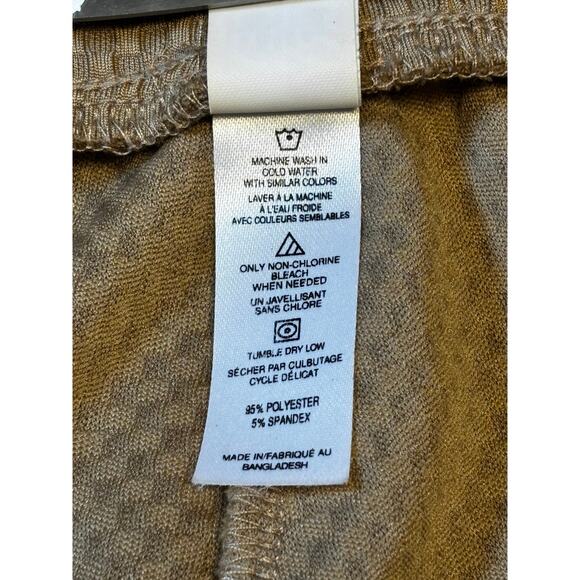 MACHINE WASH IN
COLD WATER
WITH SIMILAR COLORS
LAVER À LA MACHINE
À L'EAU FROIDE
AVEC COULEURS SEMBLABLES
ONLY NON-CHLORINE
BLEACH
WHEN NEEDED
UN JAVELLISANT
SANS CHLORE
TUMBLE DRY LOW
SÉCHER PAR CULBUTAGE
CYCLE DÉLICAT
95% POLYESTER
5% SPANDEX
MADE IN/FABRIQUÉ AU
BANGLADESH